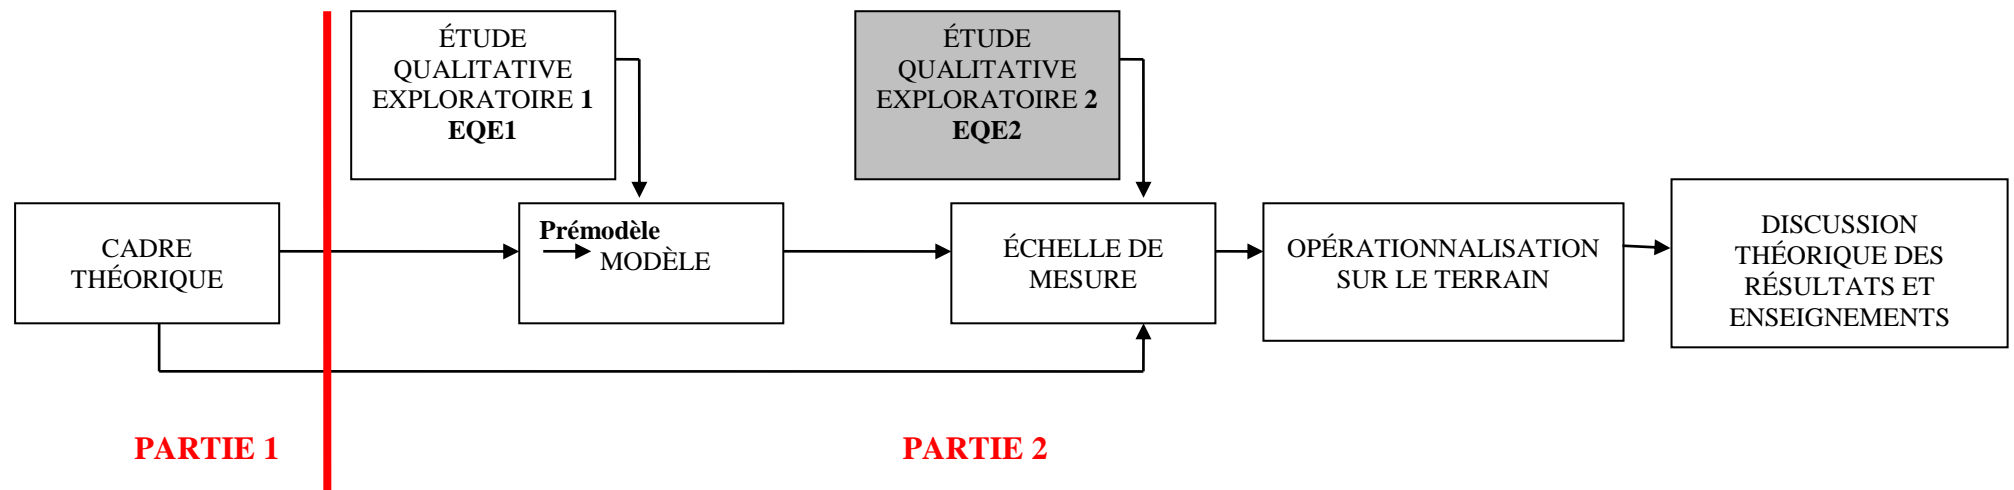 ÉTUDE
QUALITATIVE
EXPLORATOIRE 1
EQE1
ÉTUDE
QUALITATIVE
EXPLORATOIRE 2
EQE2
CADRE
THÉORIQUE
Prémodèle
MODÈLE
ÉCHELLE DE
MESURE
OPÉRATIONNALISATION
SUR LE TERRAIN
DISCUSSION
THÉORIQUE DES
RÉSULTATS ET
ENSEIGNEMENTS
PARTIE 1
PARTIE 2